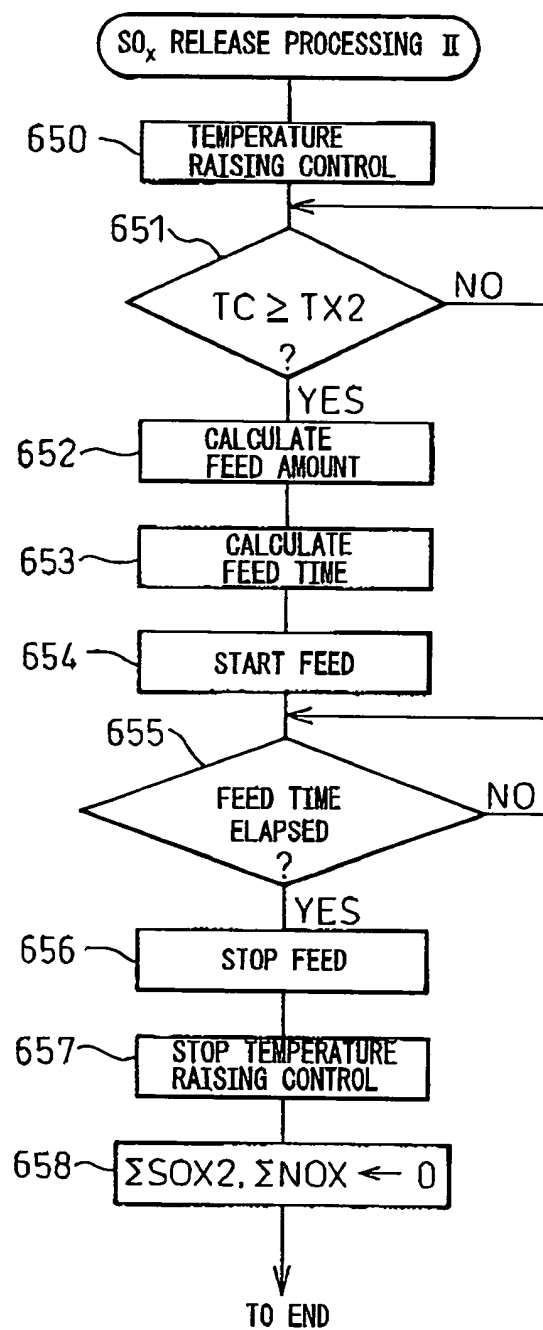 SOx RELEASE PROCESSING II
650
TEMPERATURE
RAISING CONTROL
651
TC ≥ TX2
?
NO
YES
652
CALCULATE
FEED AMOUNT
653
CALCULATE
FEED TIME
654
START FEED
655
FEED TIME
ELAPSED
?
NO
YES
656
STOP FEED
657
STOP TEMPERATURE
RAISING CONTROL
658
ΣSOX2, ΣNOX ← 0
TO END